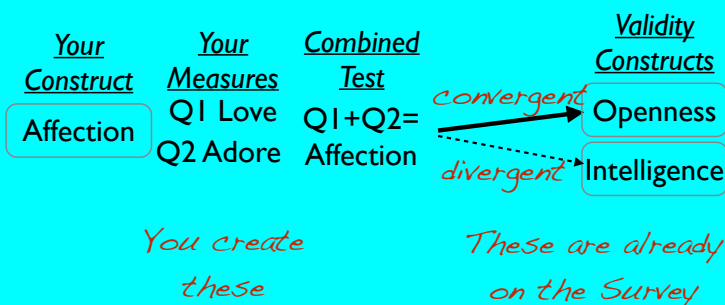 Your
Construct
Affection
Your
Measures
Q1 Love
Q2 Adore
Combined
Test
Q1+Q2=
Affection
convergent
divergent
Validity
Constructs
Openness
Intelligence
You create
these
These are already
on the Survey